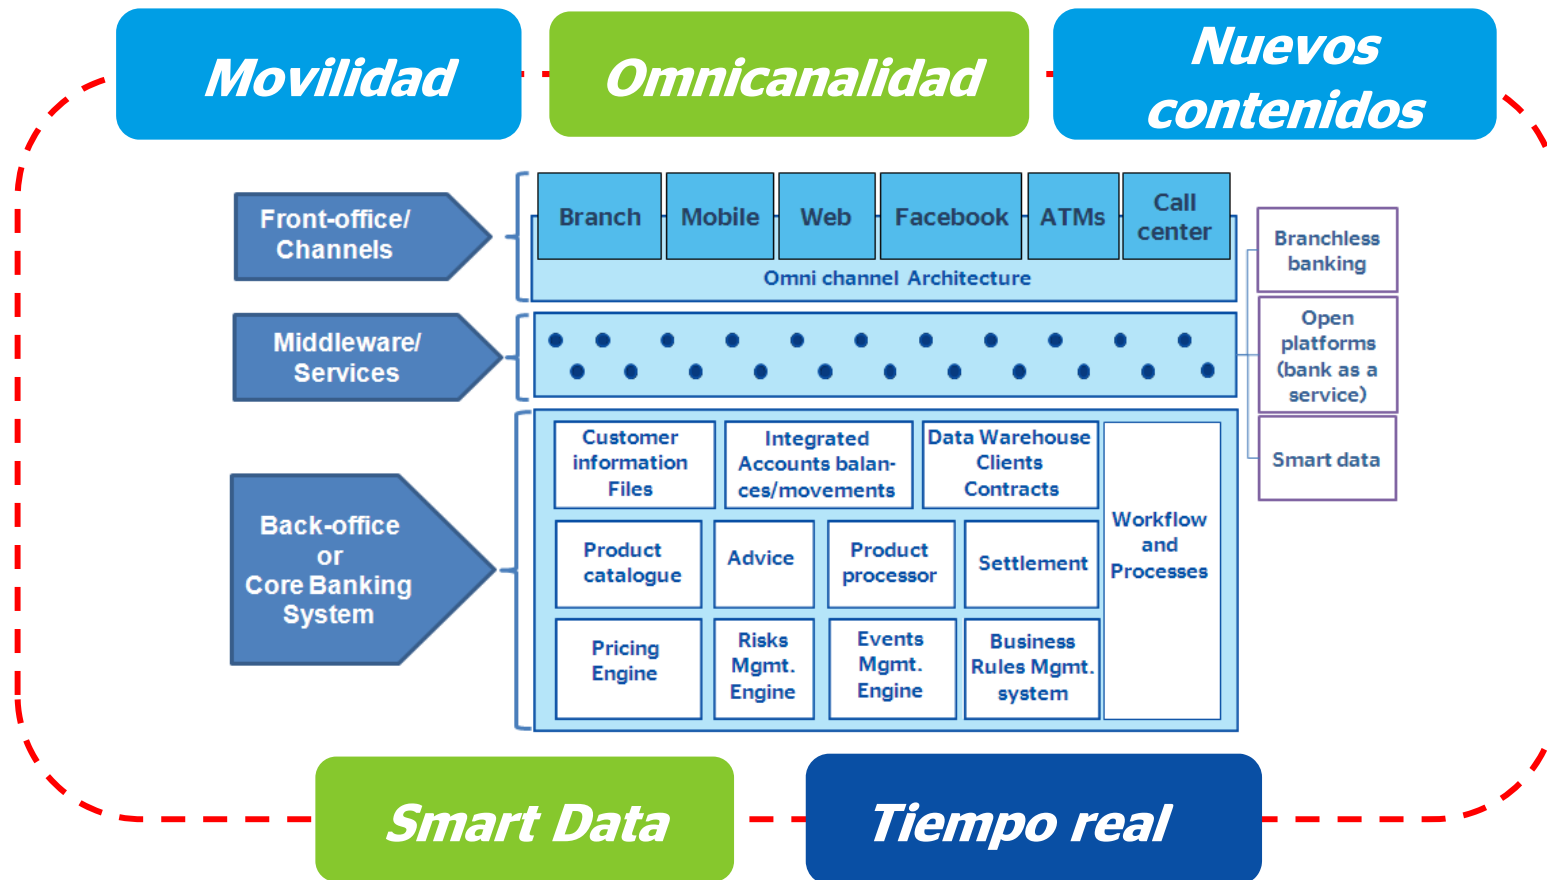 Movilidad
Omnicanalidad
Nuevos
contenidos
Front-office/
Channels
Branch
Mobile
Web
Facebook
ATMs
Call
center
Omni channel Architecture
Branchless
banking
Open
platforms
(bank as a
service)
Smart data
Middleware/
Services
Back-office
or
Core Banking
System
Customer
information
Files
Integrated
Accounts balan-
ces/movements
Data Warehouse
Clients
Contracts
Workflow
and
Processes
Product
catalogue
Advice
Product
processor
Settlement
Pricing
Engine
Risks
Mgmt.
Engine
Events
Mgmt.
Engine
Business
Rules Mgmt.
system
Smart Data
Tiempo real